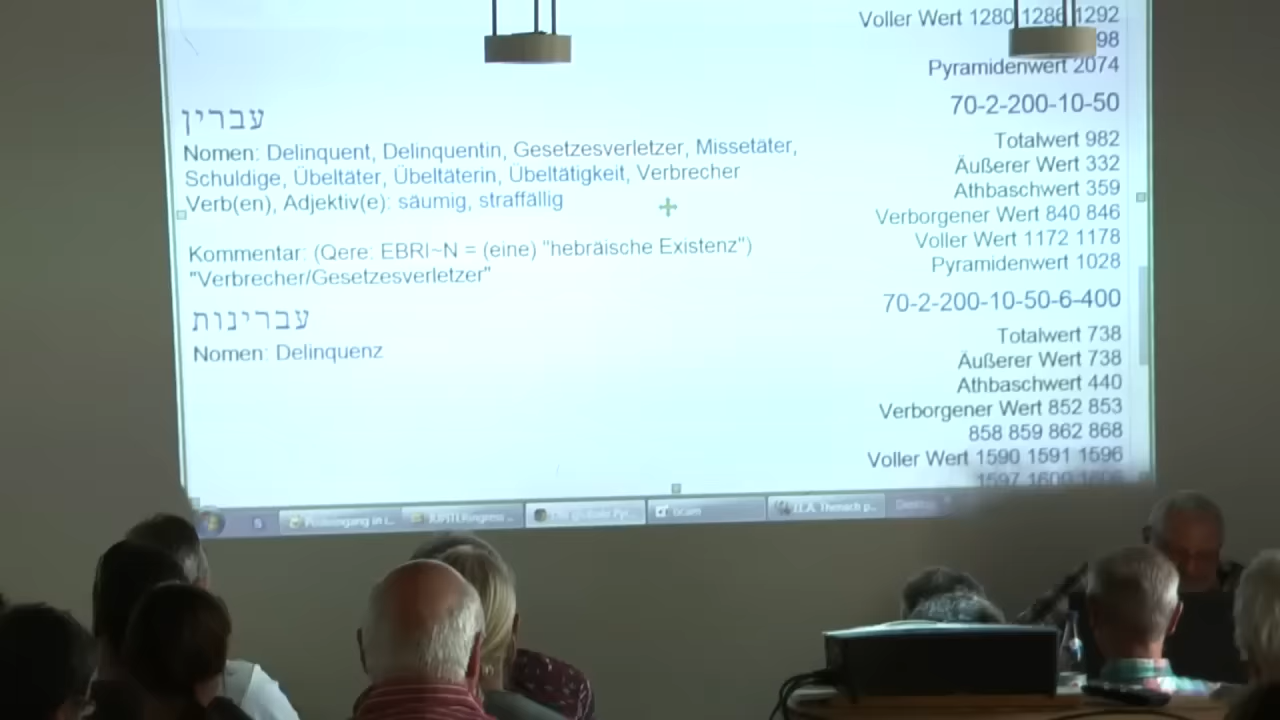 Voller Wert 1280 1286 1292
98
Pyramidenwert 2074
עברין
70-2-200-10-50
Nomen: Delinquent, Delinquentin, Gesetzesverletzer, Missetäter,
Schuldige, Übeltäter, Übeltäterin, Übeltätigkeit, Verbrecher
Verb(en), Adjektiv(e): säumig, straffällig
Totalwert 982
Äußerer Wert 332
Athbaschwert 359
Verborgener Wert 840 846
Voller Wert 1172 1178
Pyramidenwert 1028
Kommentar: (Qere: EBRI~N = (eine) "hebräische Existenz")
"Verbrecher/Gesetzesverletzer"
עברינות
70-2-200-10-50-6-400
Nomen: Delinquenz
Totalwert 738
Äußerer Wert 738
Athbaschwert 440
Verborgener Wert 852 853
858 859 862 868
Voller Wert 1590 1591 1596
1597 1600